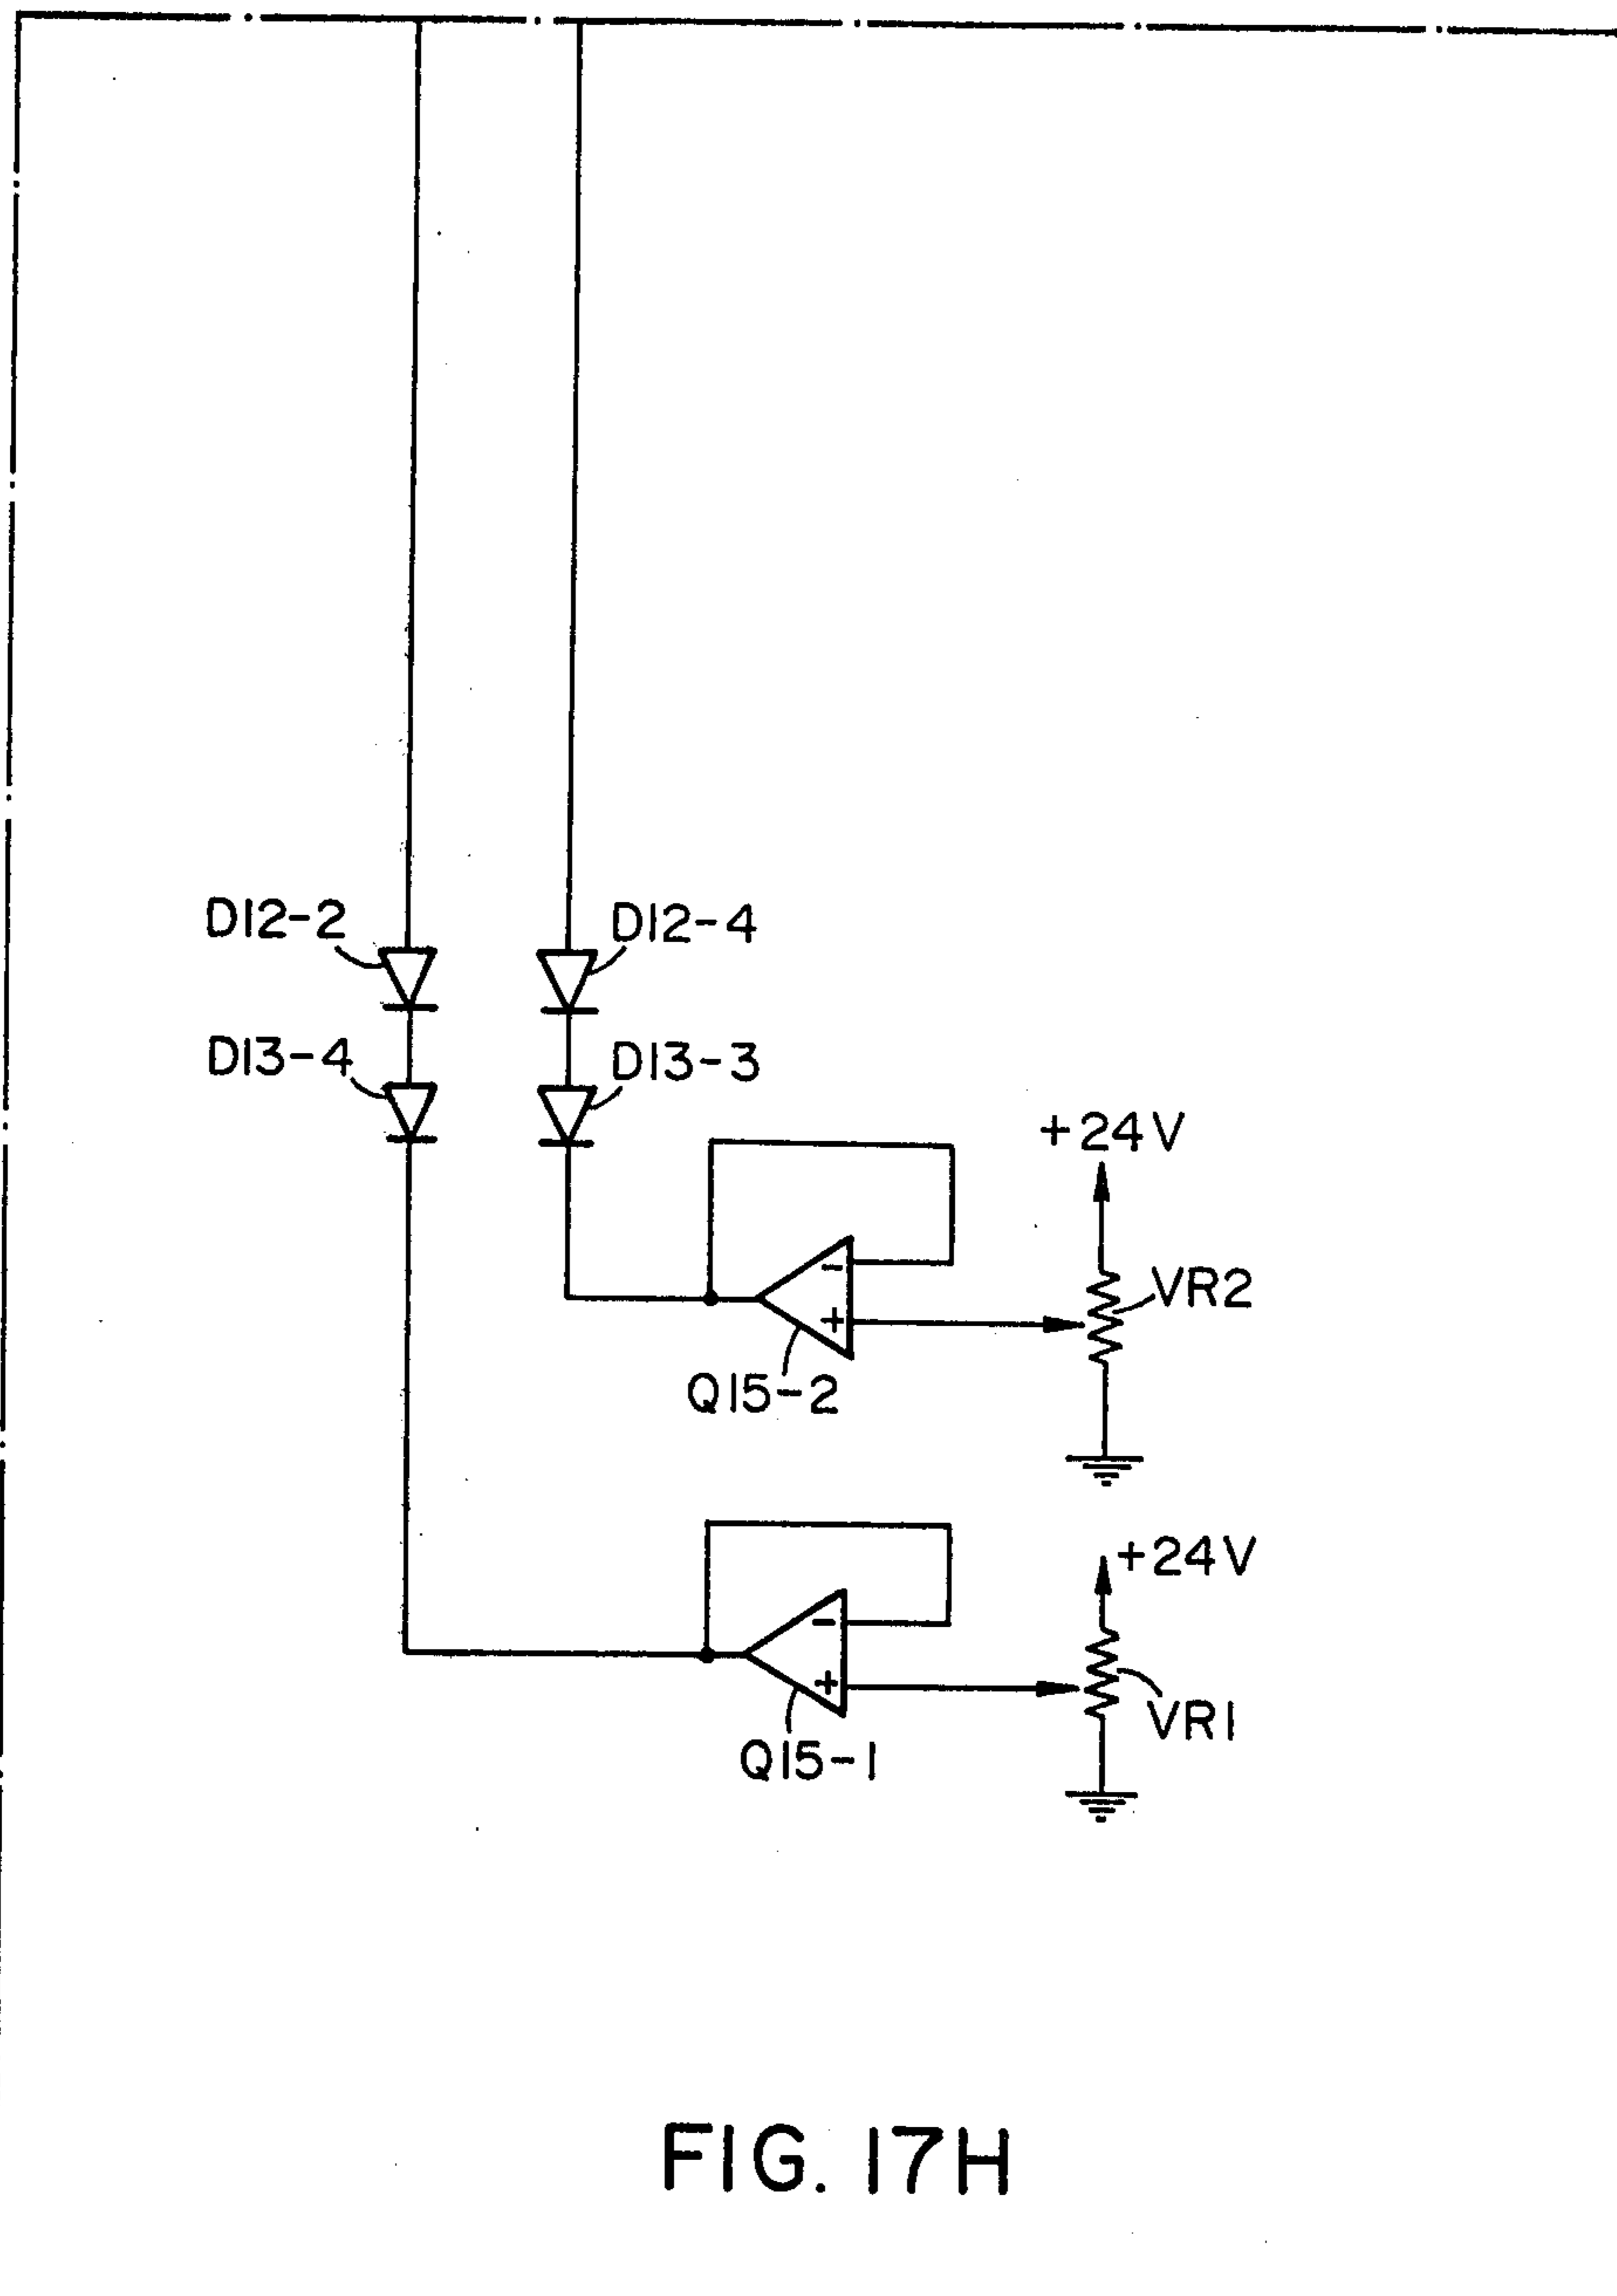 D12-2
D12-4
D13-4
D13-3
+24V
-
VR2
+
Q15-2
+24V
-
+
VR1
Q15-1
FIG. 17H